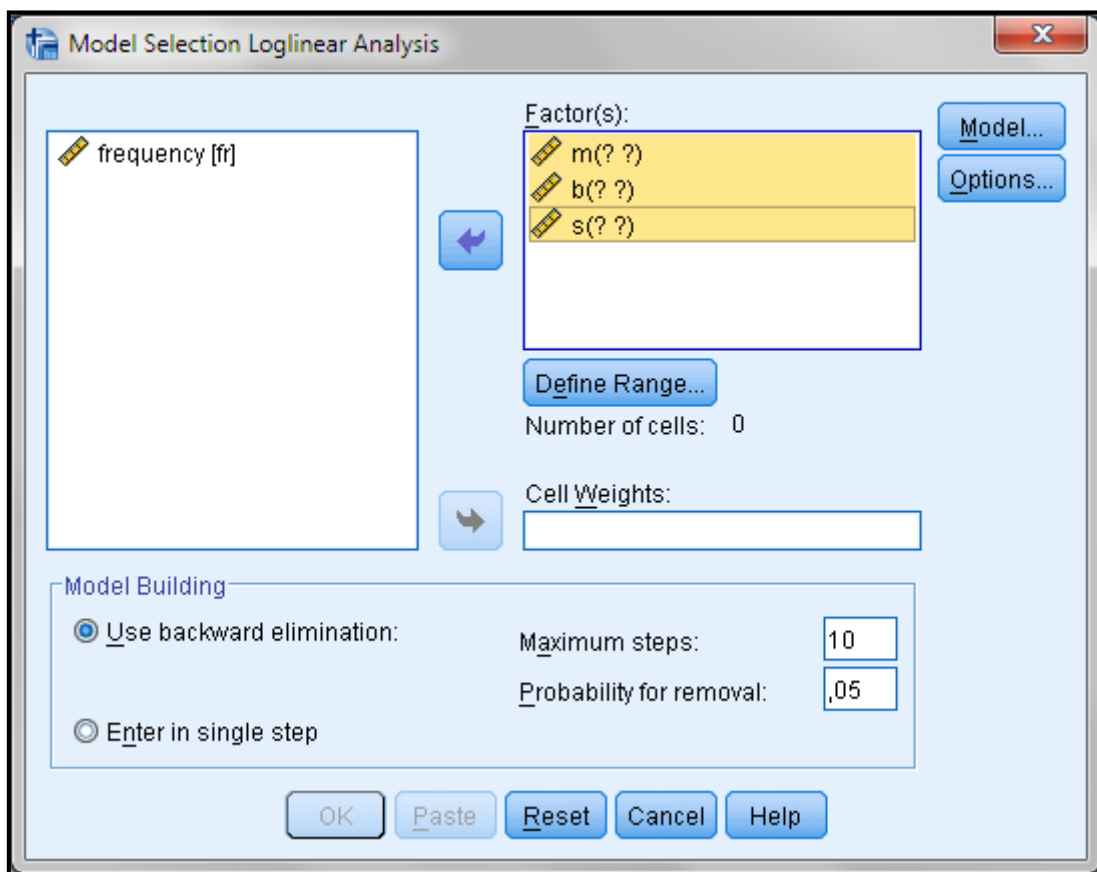 Model Selection Loglinear Analysis
frequency [fr]
Factor(s):
m(? ?)
b(? ?)
s(? ?)
Model...
Options...
Define Range...
Number of cells: 0
Cell Weights:
Model Building
Use backward elimination:
Maximum steps: 10
Probability for removal: ,05
Enter in single step
OK Paste Reset Cancel Help